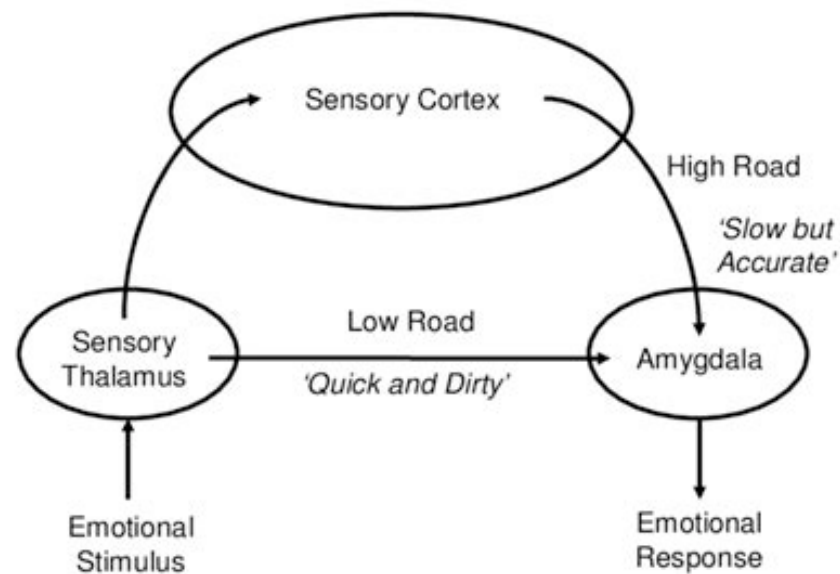 Sensory Cortex
High Road
'Slow but
Accurate'
Low Road
Sensory
Thalamus
'Quick and Dirty'
Amygdala
Emotional
Stimulus
Emotional
Response